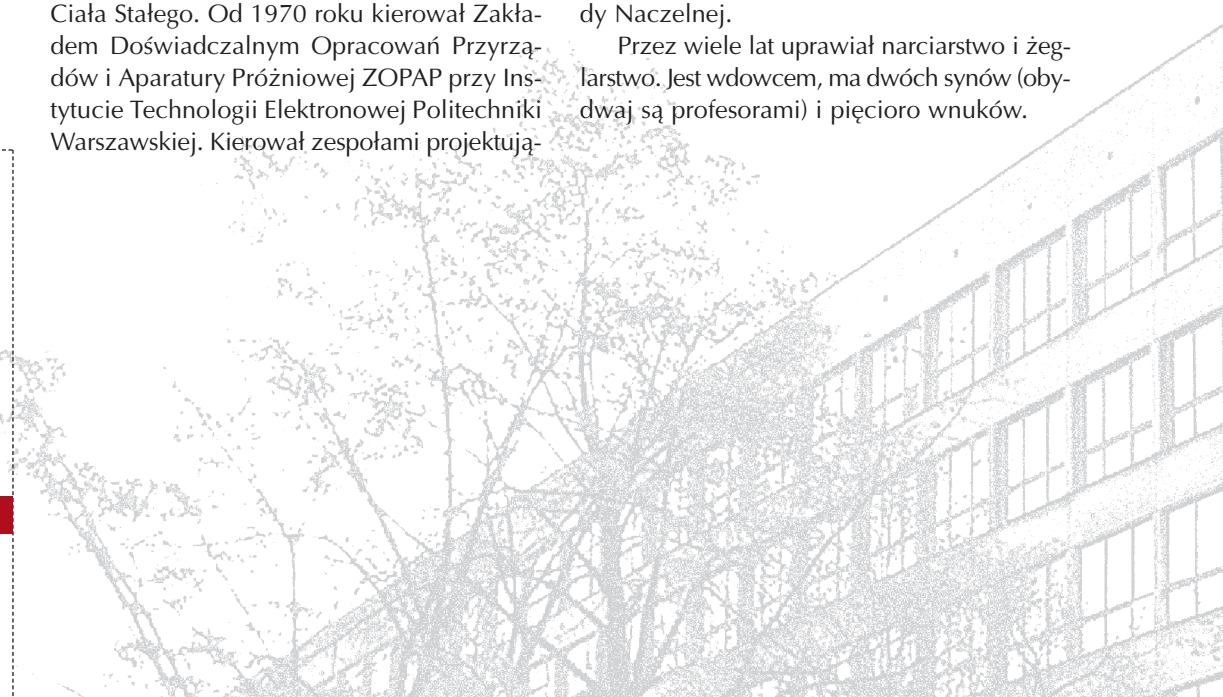 Ciała Stałego. Od 1970 roku kierował Zakła-
dem Doświadczalnym Opracowań Przyrzą-
dów i Aparatury Próżniowej ZOPAP przy Ins-
tytucie Technologii Elektronowej Politechniki
Warszawskiej. Kierował zespołami projektują-
dy Naczelnej.
Przez wiele lat uprawiał narciarstwo i żeg-
larstwo. Jest wdowcem, ma dwóch synów (oby-
dwaj są profesorami) i pięcioro wnuków.